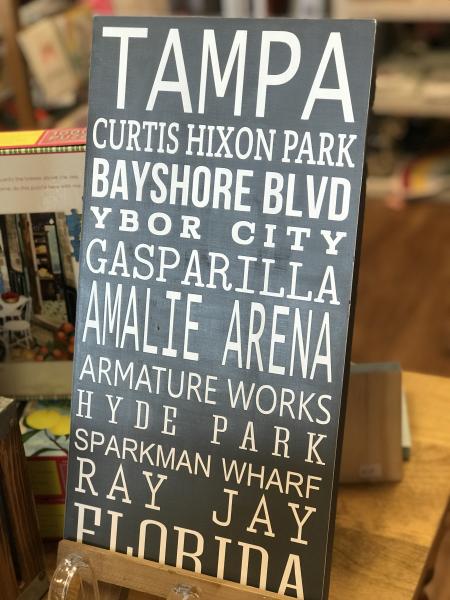 TAMPA
CURTIS HIXON PARK
BAYSHORE BLVD
YBOR CITY
GASPARILLA
AMALIE ARENA
ARMATURE WORKS
HYDE PARK
SPARKMAN WHARF
RAY JAY
FLORIDA